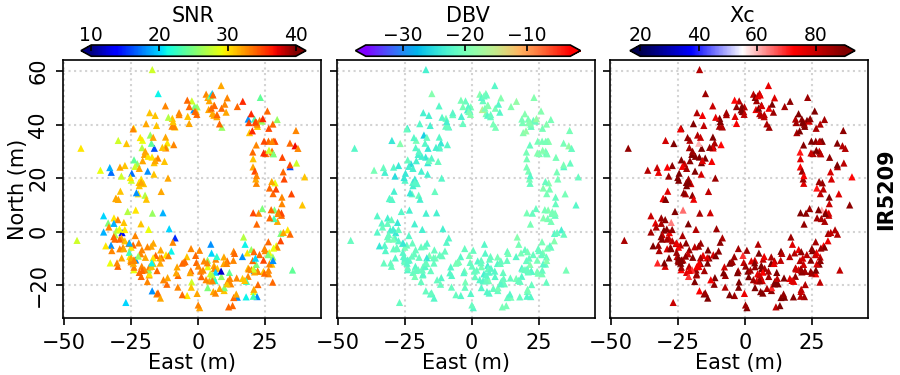 SNR DBV Xc
10 20 30 40 −30 −20 −10 20 40 60 80
60
40
20
0
−20
North (m)
IR5209
−50 −25 0 25 −50 −25 0 25 −50 −25 0 25
East (m) East (m) East (m)